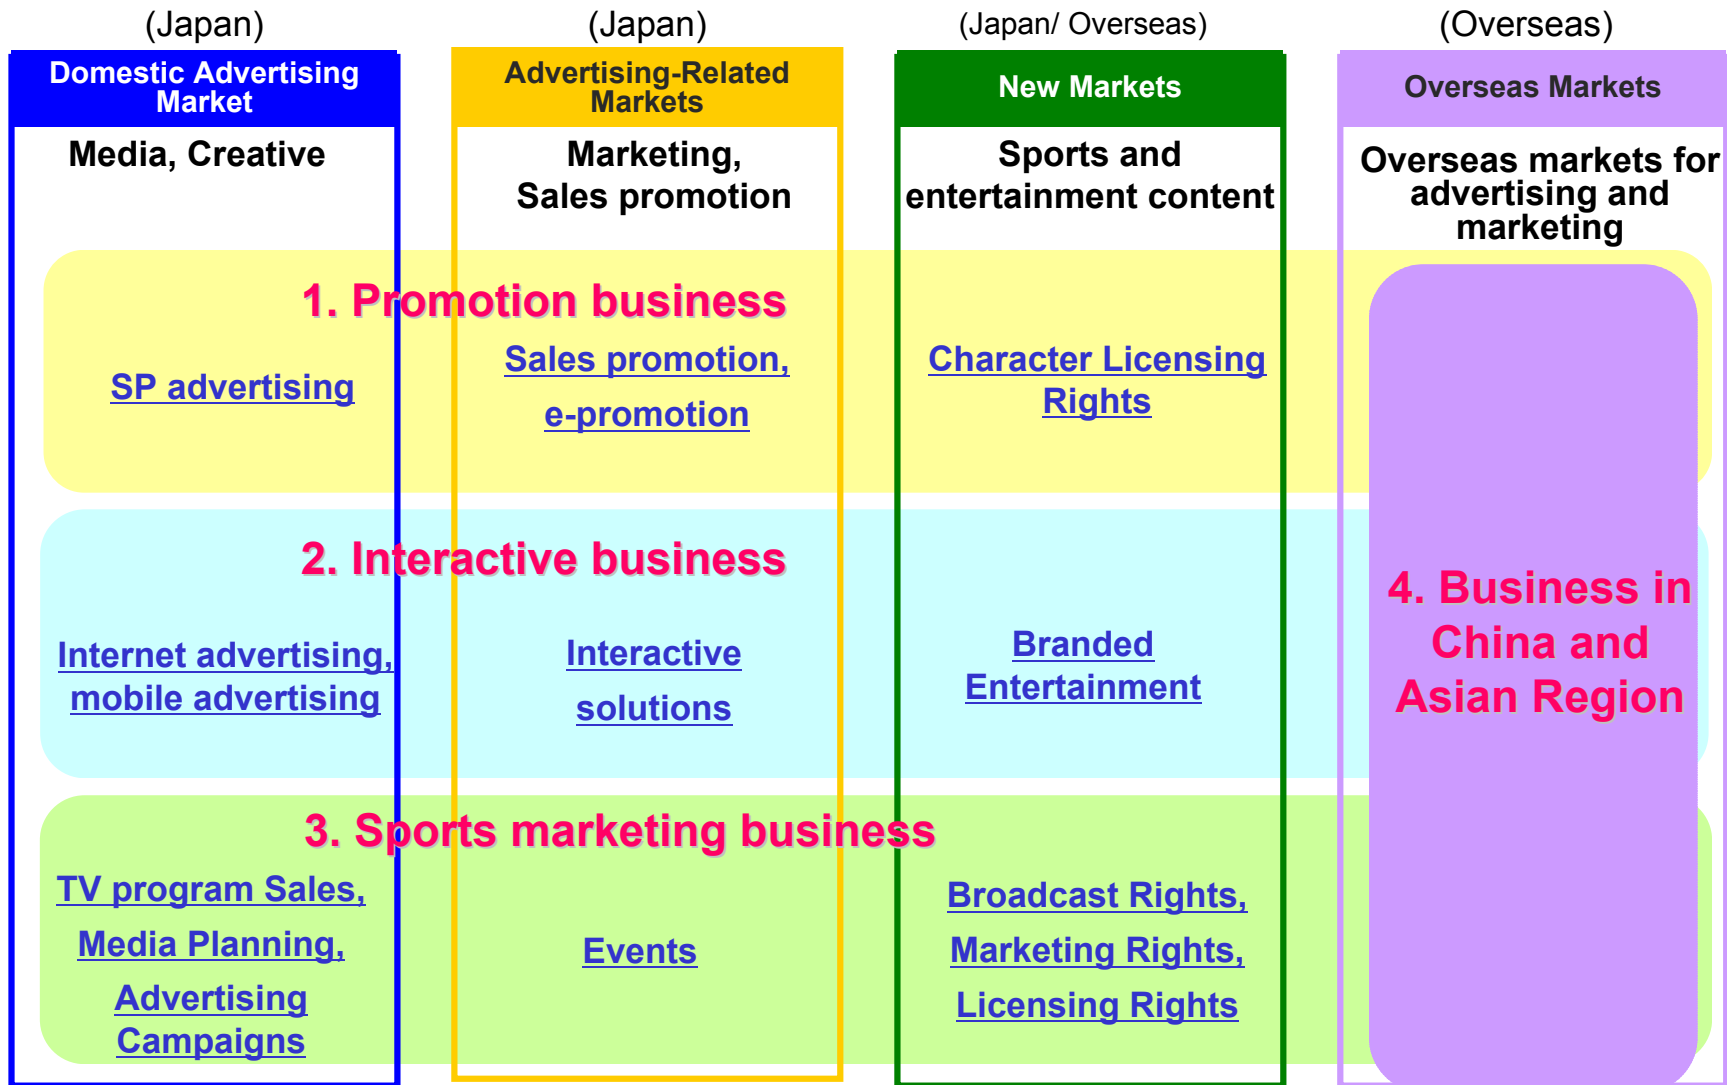 (Japan)
(Japan)
(Japan/ Overseas)
(Overseas)
Domestic Advertising
Market
Advertising-Related
Markets
New Markets
Overseas Markets
Media, Creative
Marketing,
Sales promotion
Sports and
entertainment content
Overseas markets for
advertising and
marketing
1. Promotion business
SP advertising
Sales promotion,
e-promotion
Character Licensing
Rights
2. Interactive business
Internet advertising,
mobile advertising
Interactive
solutions
Branded
Entertainment
3. Sports marketing business
TV program Sales,
Media Planning,
Advertising
Campaigns
Events
Broadcast Rights,
Marketing Rights,
Licensing Rights
4. Business in
China and
Asian Region